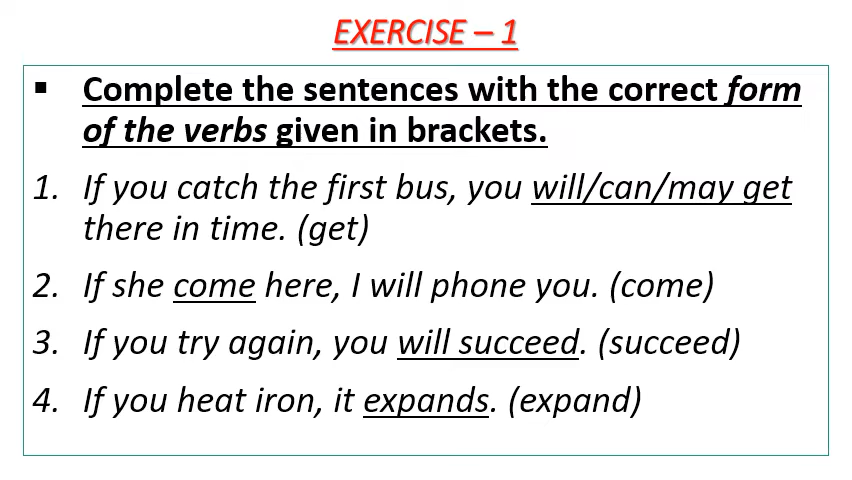 EXERCISE – 1
▪ Complete the sentences with the correct form
of the verbs given in brackets.
1. If you catch the first bus, you will/can/may get
there in time. (get)
2. If she come here, I will phone you. (come)
3. If you try again, you will succeed. (succeed)
4. If you heat iron, it expands. (expand)